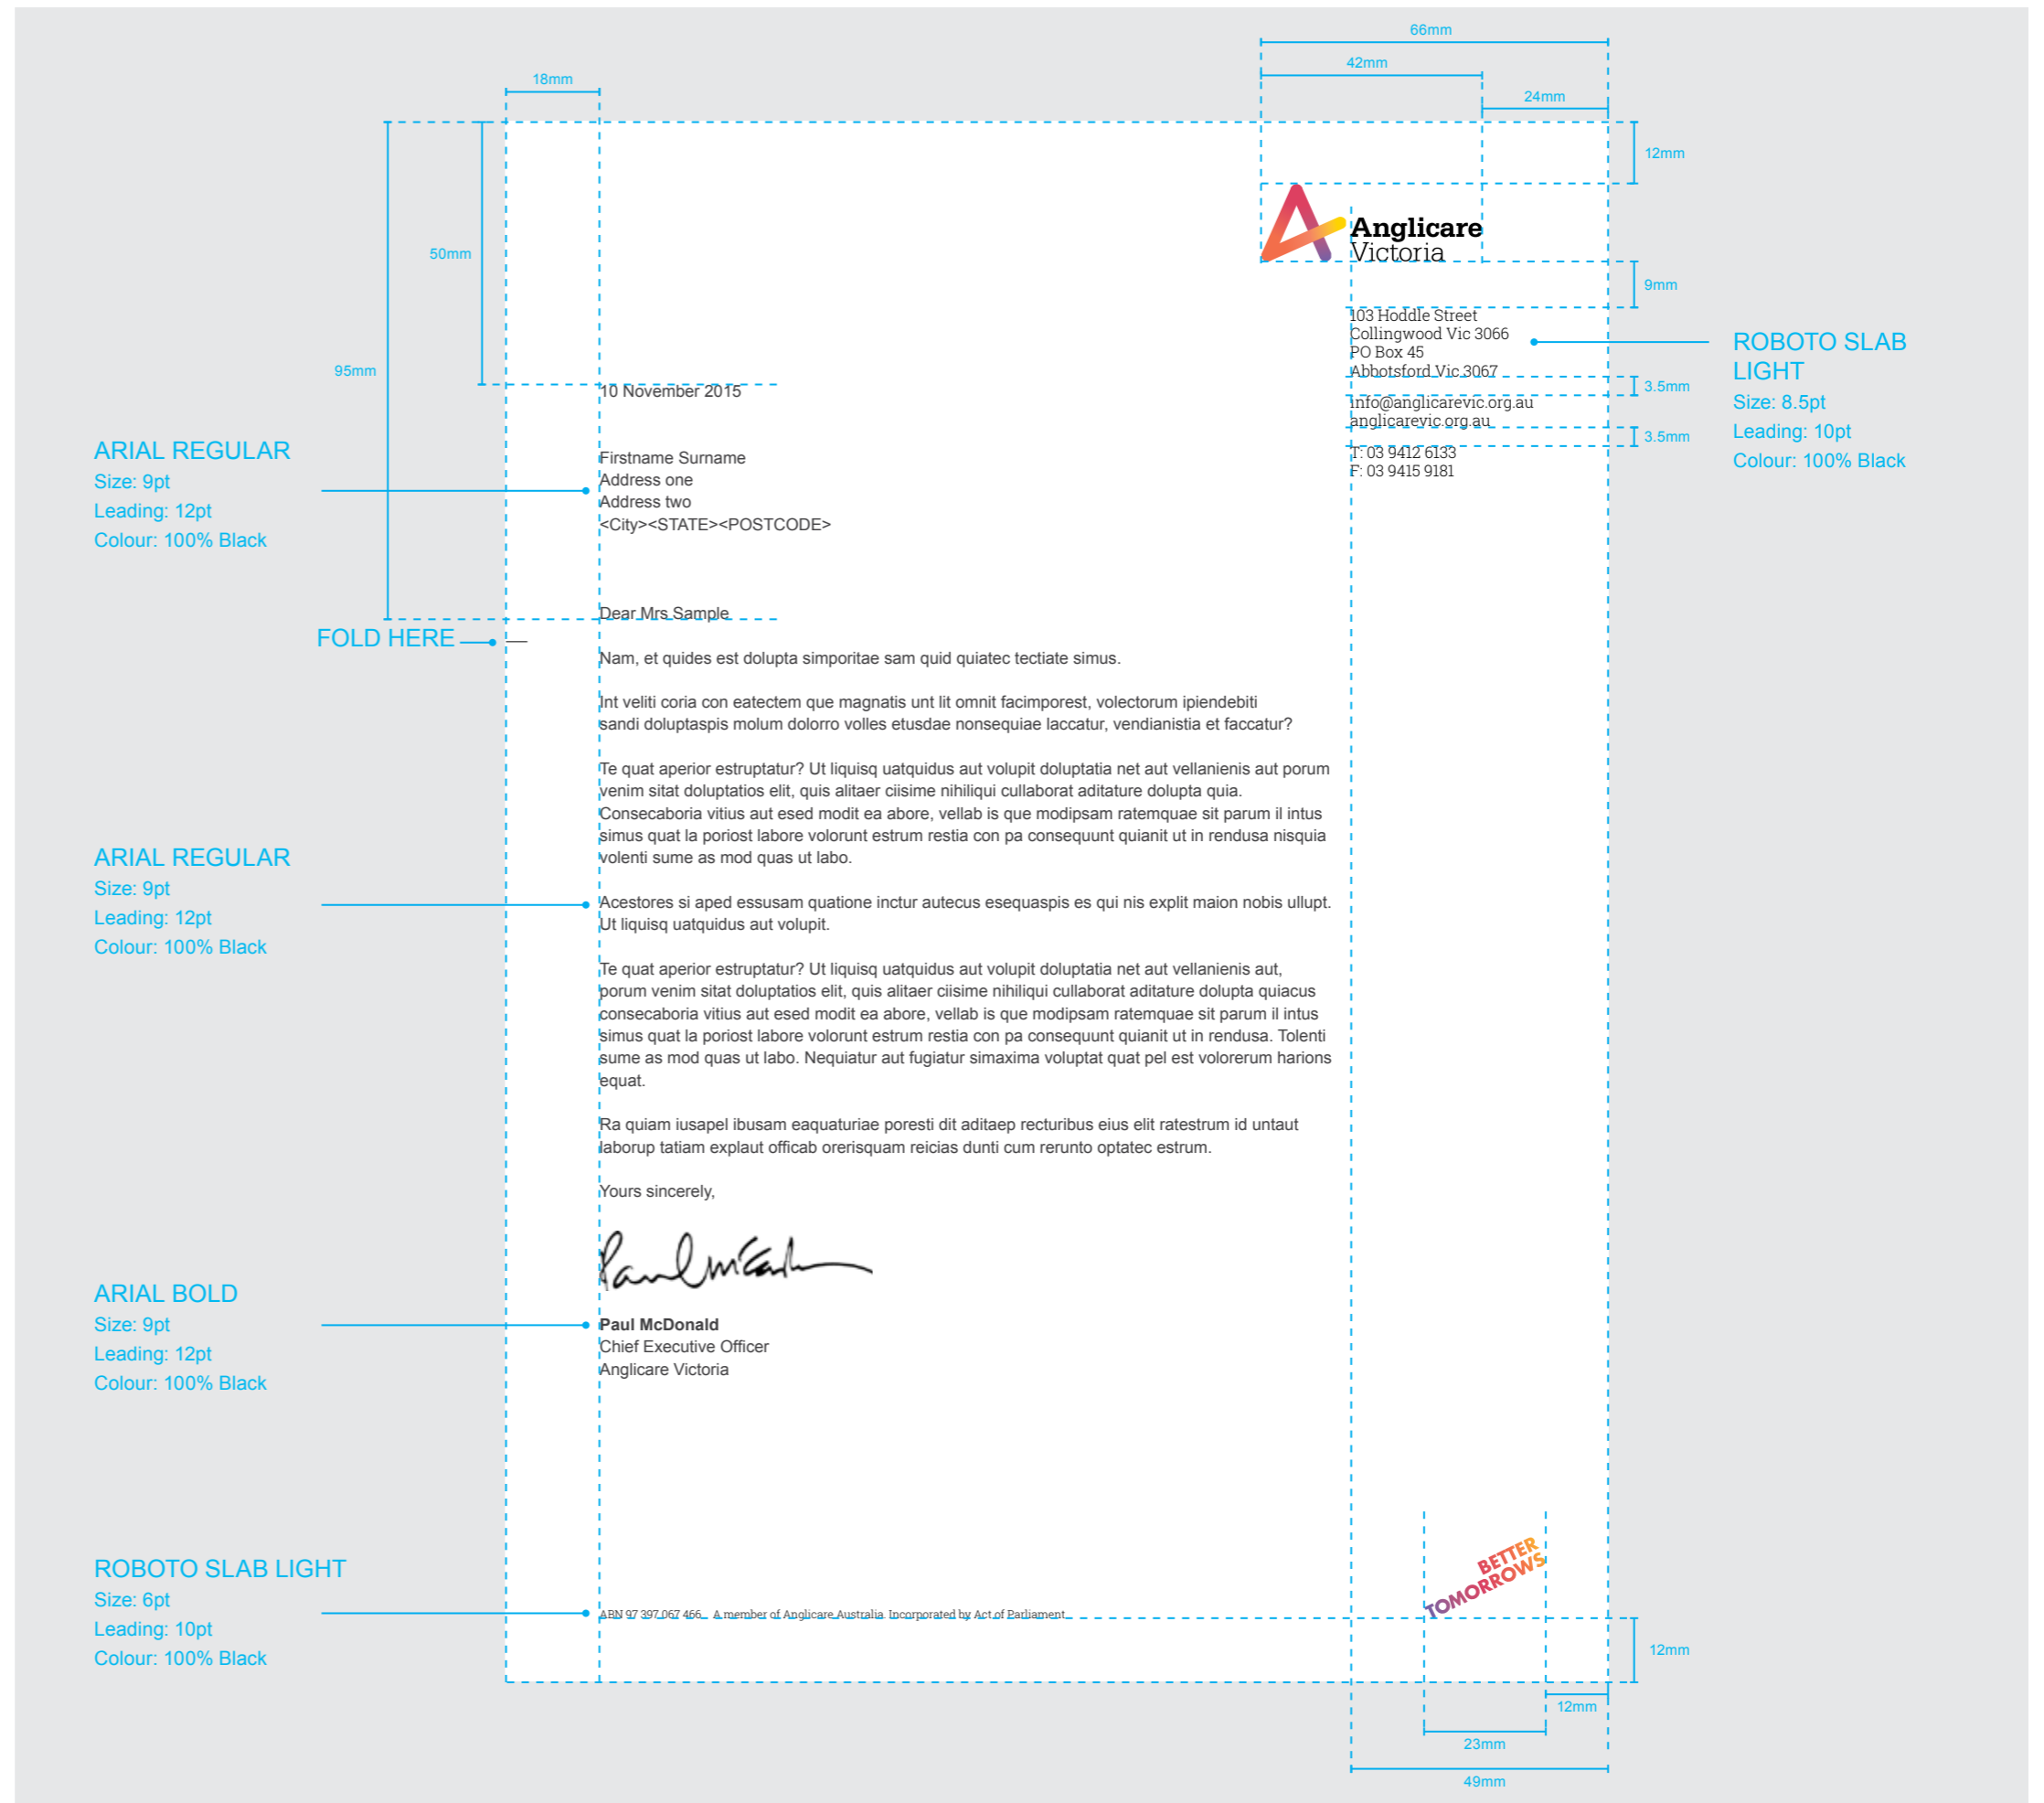 66mm
42mm
18mm
24mm
12mm
Anglicare
Victoria
50mm
9mm
103 Hoddle Street
Collingwood Vic 3066
PO Box 45
Abbotsford Vic 3067
ROBOTO SLAB
LIGHT
Size: 8.5pt
Leading: 10pt
Colour: 100% Black
95mm
3.5mm
10 November 2015
info@anglicarevic.org.au
anglicarevic.org.au
3.5mm
T: 03 9412 6133
F: 03 9415 9181
ARIAL REGULAR
Size: 9pt
Leading: 12pt
Colour: 100% Black
Firstname Surname
Address one
Address two
<City><STATE><POSTCODE>
Dear Mrs Sample
FOLD HERE
Nam, et quides est dolupta simporitae sam quid quiatec tectiate simus.
Int veliti coria con eatectem que magnatis unt lit omnit facimporest, volectorum ipiendebiti
sandi doluptaspis molum dolorro volles etusdae nonsequiae laccatur, vendianistia et faccatur?
Te quat aperior estruptatur? Ut liquisq uatquidus aut volupit doluptatia net aut vellanienis aut porum
venim sitat doluptatios elit, quis alitaer ciisime nihiliqui cullaborat aditature dolupta quia.
Consecaboria vitius aut esed modit ea abore, vellab is que modipsam ratemquae sit parum il intus
simus quat la poriost labore volorunt estrum restia con pa consequunt quianit ut in rendusa nisquia
volenti sume as mod quas ut labo.
ARIAL REGULAR
Size: 9pt
Leading: 12pt
Colour: 100% Black
Acestores si aped essusam quatione inctur autecus esequaspis es qui nis explit maion nobis ullupt.
Ut liquisq uatquidus aut volupit.
Te quat aperior estruptatur? Ut liquisq uatquidus aut volupit doluptatia net aut vellanienis aut,
porum venim sitat doluptatios elit, quis alitaer ciisime nihiliqui cullaborat aditature dolupta quiacus
consecaboria vitius aut esed modit ea abore, vellab is que modipsam ratemquae sit parum il intus
simus quat la poriost labore volorunt estrum restia con pa consequunt quianit ut in rendusa. Tolenti
sume as mod quas ut labo. Nequiatur aut fugiatur simaxima voluptat quat pel est volorerum harions
equat.
Ra quiam iusapel ibusam eaquaturiae poresti dit aditaep recturibus eius elit ratestrum id untaut
laborup tatiam explaut officab orerisquam reicias dunti cum rerunto optatec estrum.
Yours sincerely,
ARIAL BOLD
Size: 9pt
Leading: 12pt
Colour: 100% Black
Paul McDonald
Chief Executive Officer
Anglicare Victoria
BETTER
TOMORROWS
ROBOTO SLAB LIGHT
Size: 6pt
Leading: 10pt
Colour: 100% Black
ABN 97 397 067 466 A member of Anglicare Australia. Incorporated by Act of Parliament
12mm
12mm
23mm
49mm